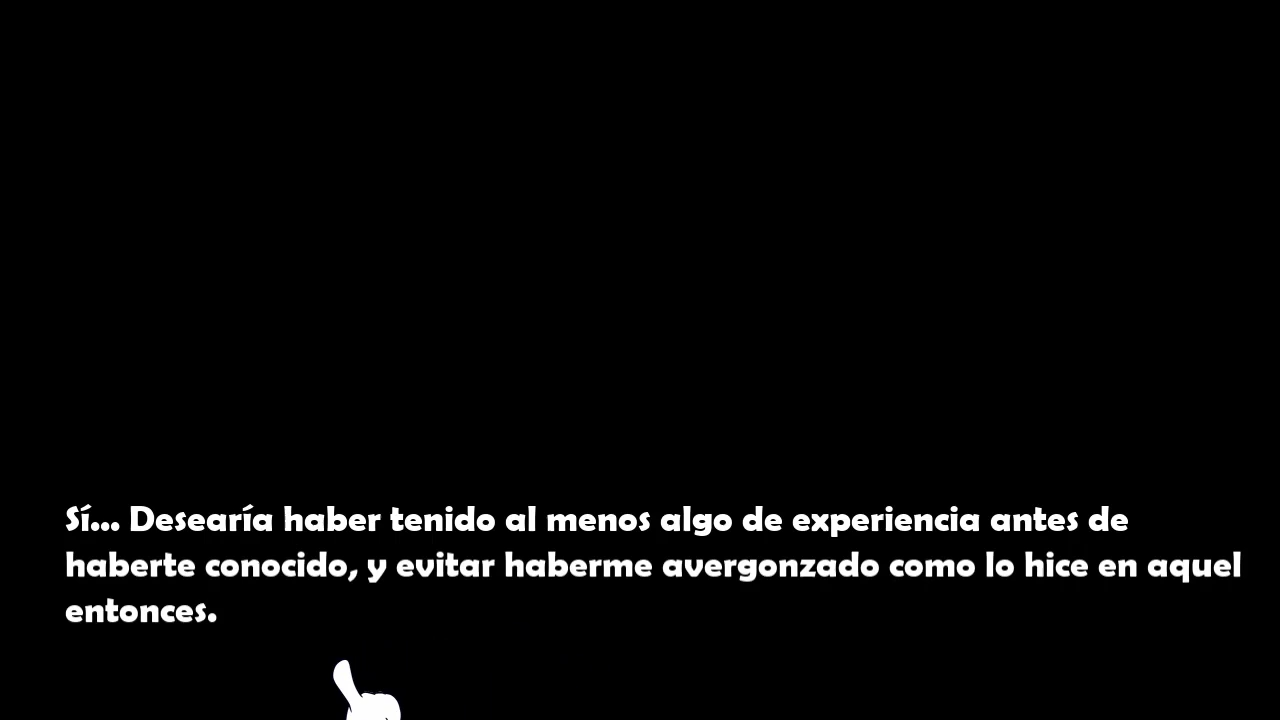 Sí... Desearía haber tenido al menos algo de experiencia antes de
haberte conocido, y evitar haberme avergonzado como lo hice en aquel
entonces.